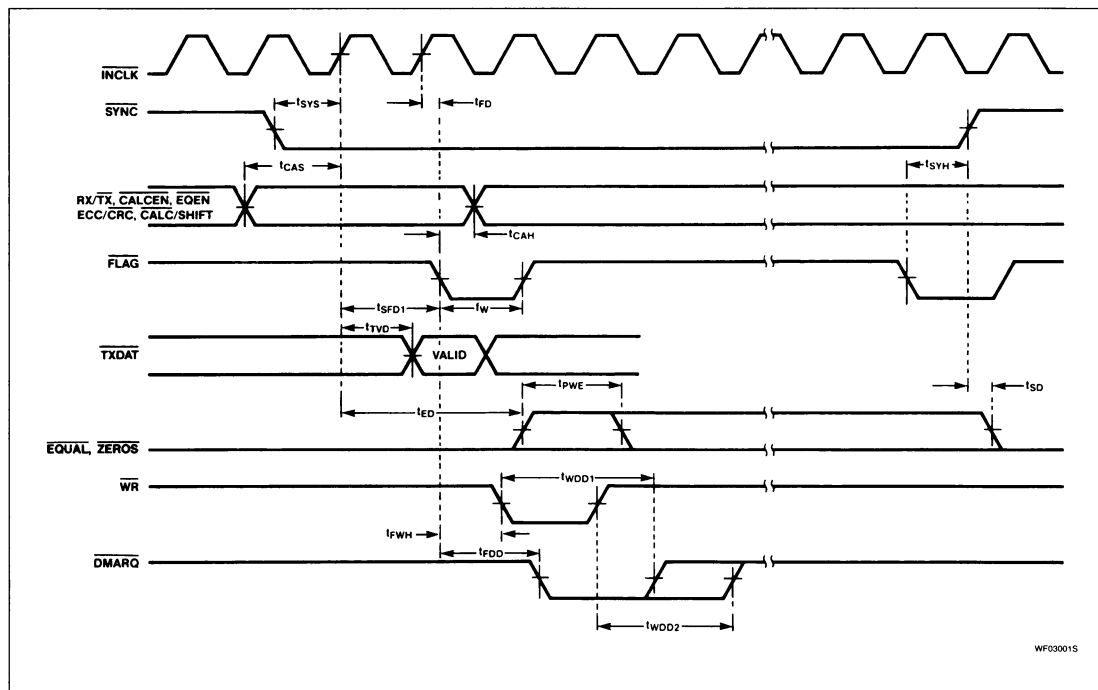 INCLK
tSYS
tFD
SYNC
tCAS
tSYH
RX/TX, CALCEN, EQEN
ECC/CRC, CALC/SHIFT
tCAH
FLAG
tSFD1
fW
tTVD
TXDAT
VALID
tPWE
tSD
tED
EQUAL, ZEROS
tWDD1
WR
tFWH
tFDD
DMARQ
tWDD2
WF03001S